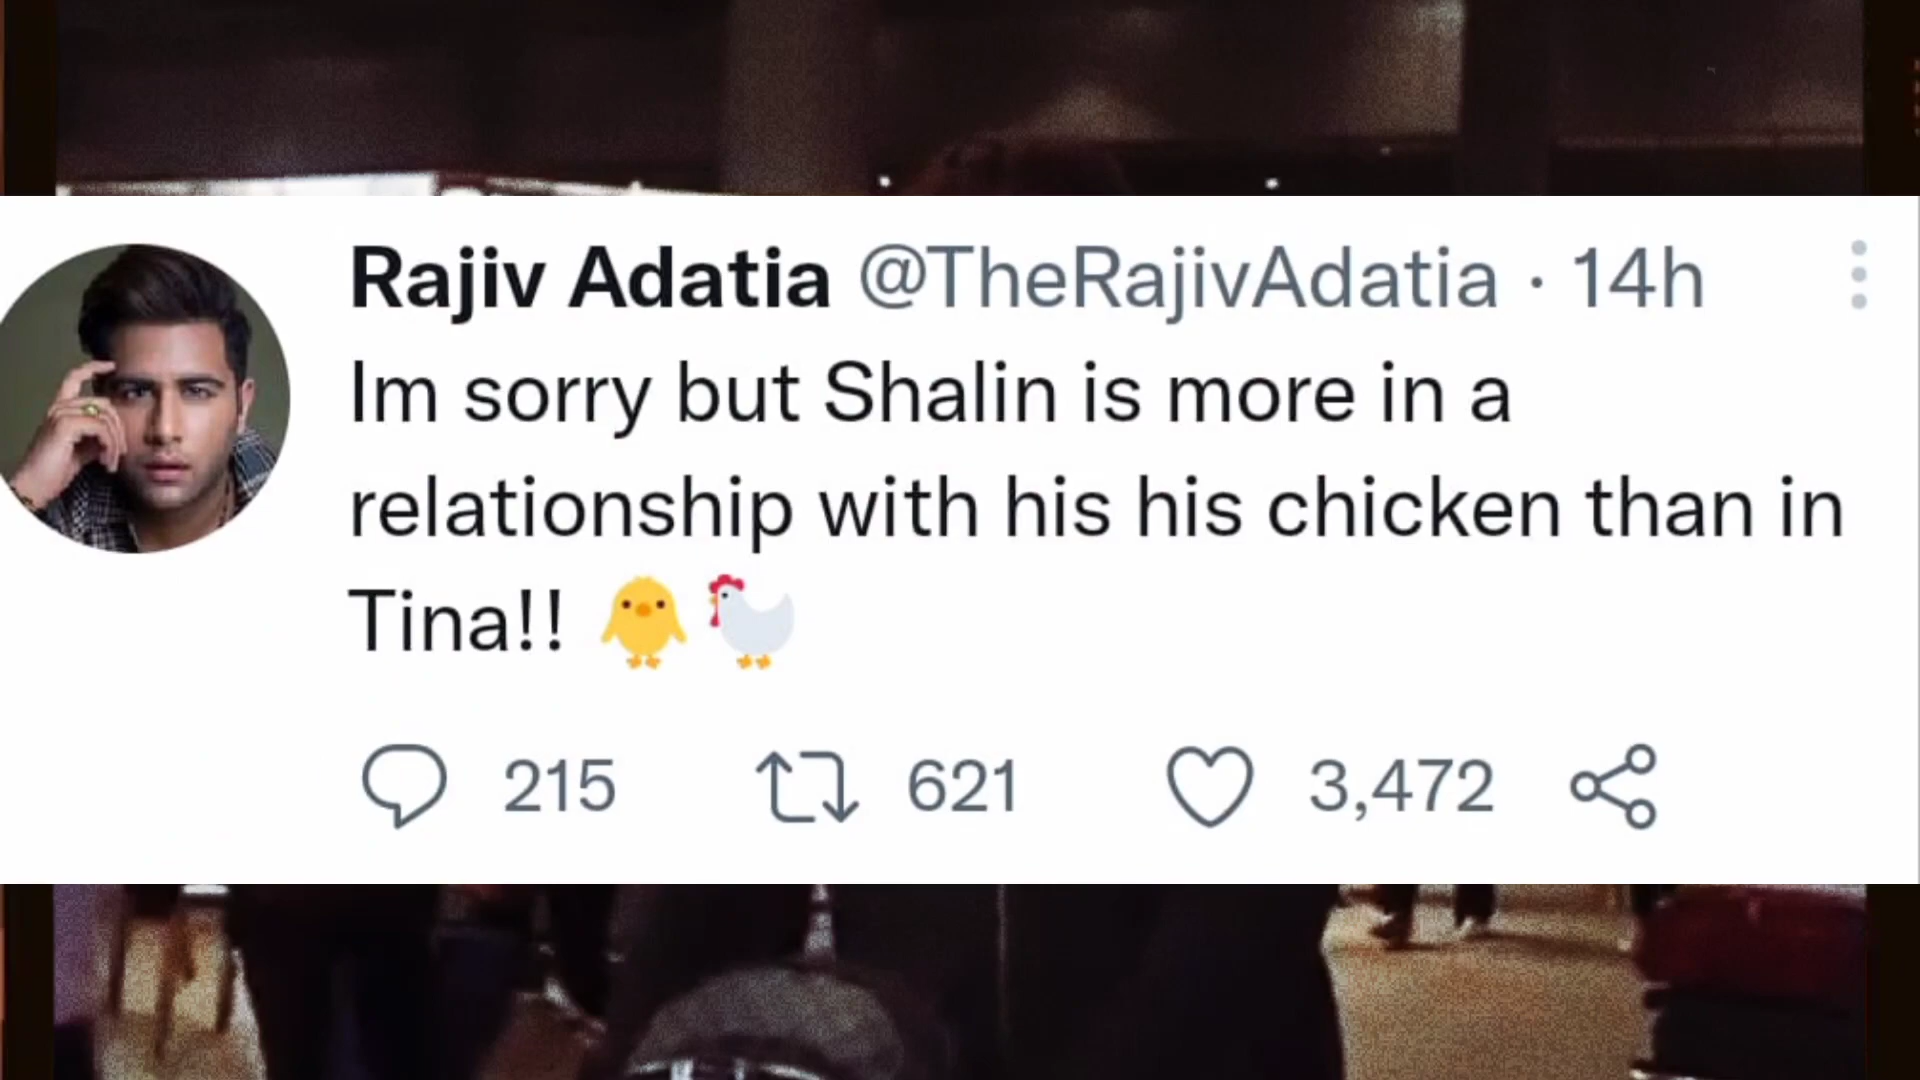 Rajiv Adatia @TheRajivAdatia · 14h
Im sorry but Shalin is more in a
relationship with his his chicken than in
Tina!! 🐥🐓
215 621 3,472